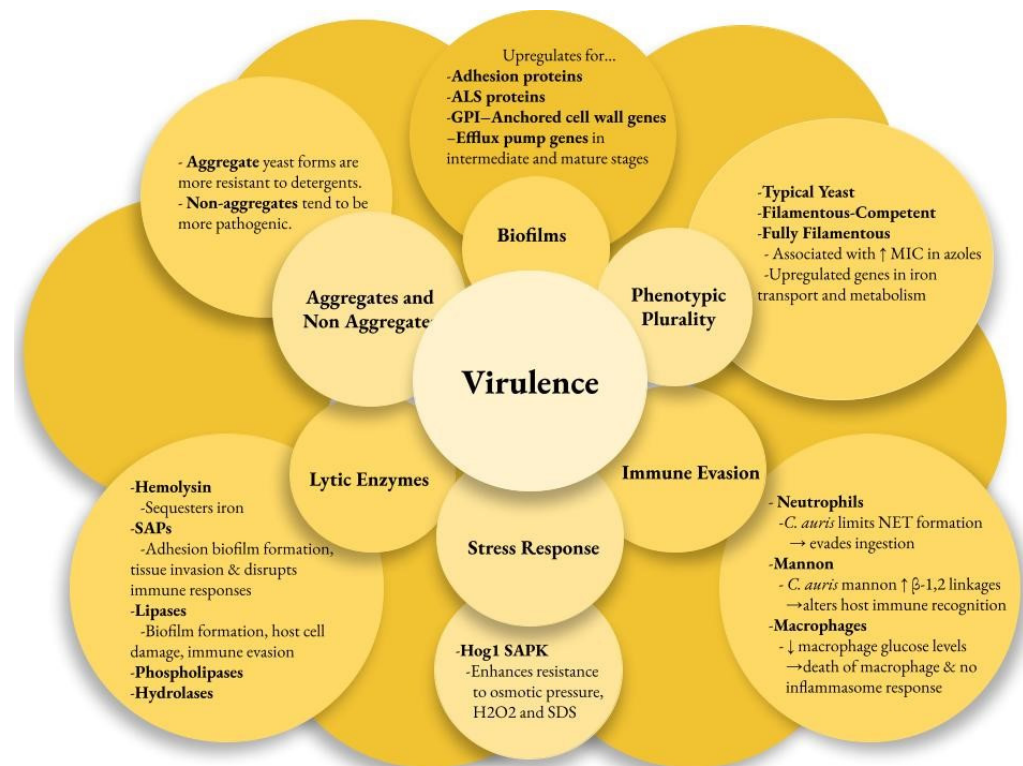 Upregulates for...
-Adhesion proteins
-ALS proteins
-GPI–Anchored cell wall genes
–Efflux pump genes in
intermediate and mature stages
Biofilms
- Aggregate yeast forms are
more resistant to detergents.
- Non-aggregates tend to be
more pathogenic.
Aggregates and
Non Aggregate
-Typical Yeast
-Filamentous-Competent
-Fully Filamentous
- Associated with ↑ MIC in azoles
-Upregulated genes in iron
transport and metabolism
Phenotypic
Plurality
Virulence
Lytic Enzymes
-Hemolysin
-Sequesters iron
-SAPs
-Adhesion biofilm formation,
tissue invasion & disrupts
immune responses
-Lipases
-Biofilm formation, host cell
damage, immune evasion
-Phospholipases
-Hydrolases
Stress Response
-Hog1 SAPK
-Enhances resistance
to osmotic pressure,
H2O2 and SDS
Immune Evasion
- Neutrophils
-C. auris limits NET formation
→ evades ingestion
-Mannon
- C. auris mannon ↑ β-1,2 linkages
→alters host immune recognition
-Macrophages
- ↓ macrophage glucose levels
→death of macrophage & no
inflammasome response